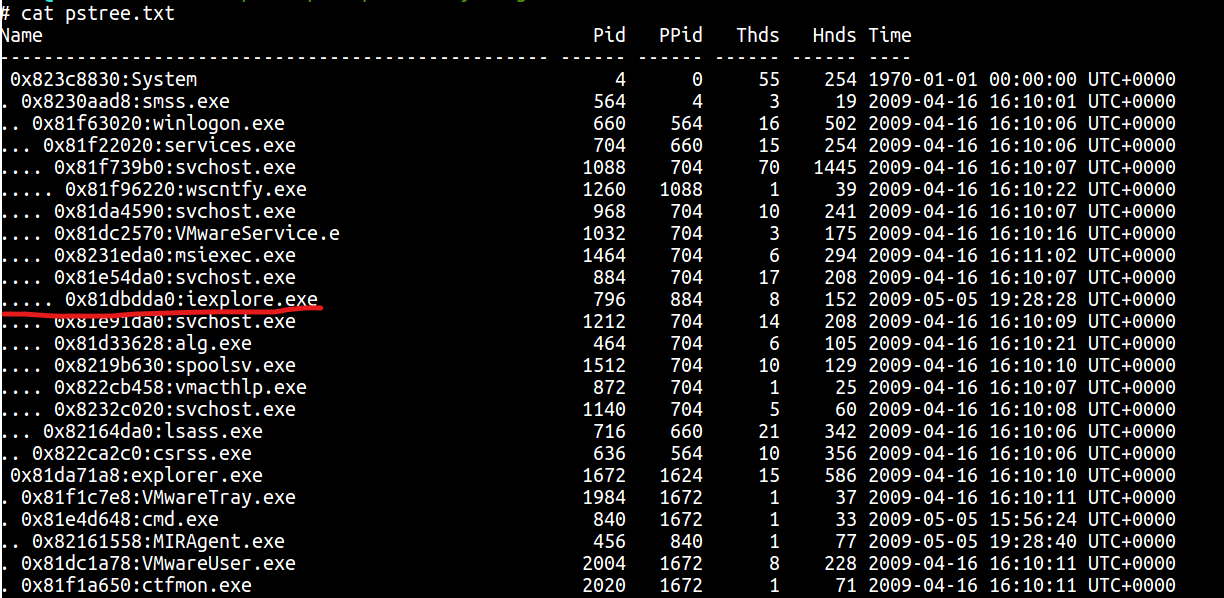 # cat pstree.txt
Name Pid PPid Thds Hnds Time
-------------------------------------------------- ------ ------ ------ ------ ----
0x823c8830:System 4 0 55 254 1970-01-01 00:00:00 UTC+0000
. 0x8230aad8:smss.exe 564 4 3 19 2009-04-16 16:10:01 UTC+0000
.. 0x81f63020:winlogon.exe 660 564 16 502 2009-04-16 16:10:06 UTC+0000
... 0x81f22020:services.exe 704 660 15 254 2009-04-16 16:10:06 UTC+0000
.... 0x81f739b0:svchost.exe 1088 704 70 1445 2009-04-16 16:10:07 UTC+0000
..... 0x81f96220:wscntfy.exe 1260 1088 1 39 2009-04-16 16:10:22 UTC+0000
.... 0x81da4590:svchost.exe 968 704 10 241 2009-04-16 16:10:07 UTC+0000
.... 0x81dc2570:VMwareService.e 1032 704 3 175 2009-04-16 16:10:16 UTC+0000
.... 0x8231eda0:msiexec.exe 1464 704 6 294 2009-04-16 16:11:02 UTC+0000
.... 0x81e54da0:svchost.exe 884 704 17 208 2009-04-16 16:10:07 UTC+0000
..... 0x81dbdda0:iexplore.exe 796 884 8 152 2009-05-05 19:28:28 UTC+0000
.... 0x81e91da0:svchost.exe 1212 704 14 208 2009-04-16 16:10:09 UTC+0000
.... 0x81d33628:alg.exe 464 704 6 105 2009-04-16 16:10:21 UTC+0000
.... 0x8219b630:spoolsv.exe 1512 704 10 129 2009-04-16 16:10:10 UTC+0000
.... 0x822cb458:vmacthlp.exe 872 704 1 25 2009-04-16 16:10:07 UTC+0000
.... 0x8232c020:svchost.exe 1140 704 5 60 2009-04-16 16:10:08 UTC+0000
... 0x82164da0:lsass.exe 716 660 21 342 2009-04-16 16:10:06 UTC+0000
.. 0x822ca2c0:csrss.exe 636 564 10 356 2009-04-16 16:10:06 UTC+0000
0x81da71a8:explorer.exe 1672 1624 15 586 2009-04-16 16:10:10 UTC+0000
. 0x81f1c7e8:VMwareTray.exe 1984 1672 1 37 2009-04-16 16:10:11 UTC+0000
. 0x81e4d648:cmd.exe 840 1672 1 33 2009-05-05 15:56:24 UTC+0000
.. 0x82161558:MIRAgent.exe 456 840 1 77 2009-05-05 19:28:40 UTC+0000
. 0x81dc1a78:VMwareUser.exe 2004 1672 8 228 2009-04-16 16:10:11 UTC+0000
. 0x81f1a650:ctfmon.exe 2020 1672 1 71 2009-04-16 16:10:11 UTC+0000